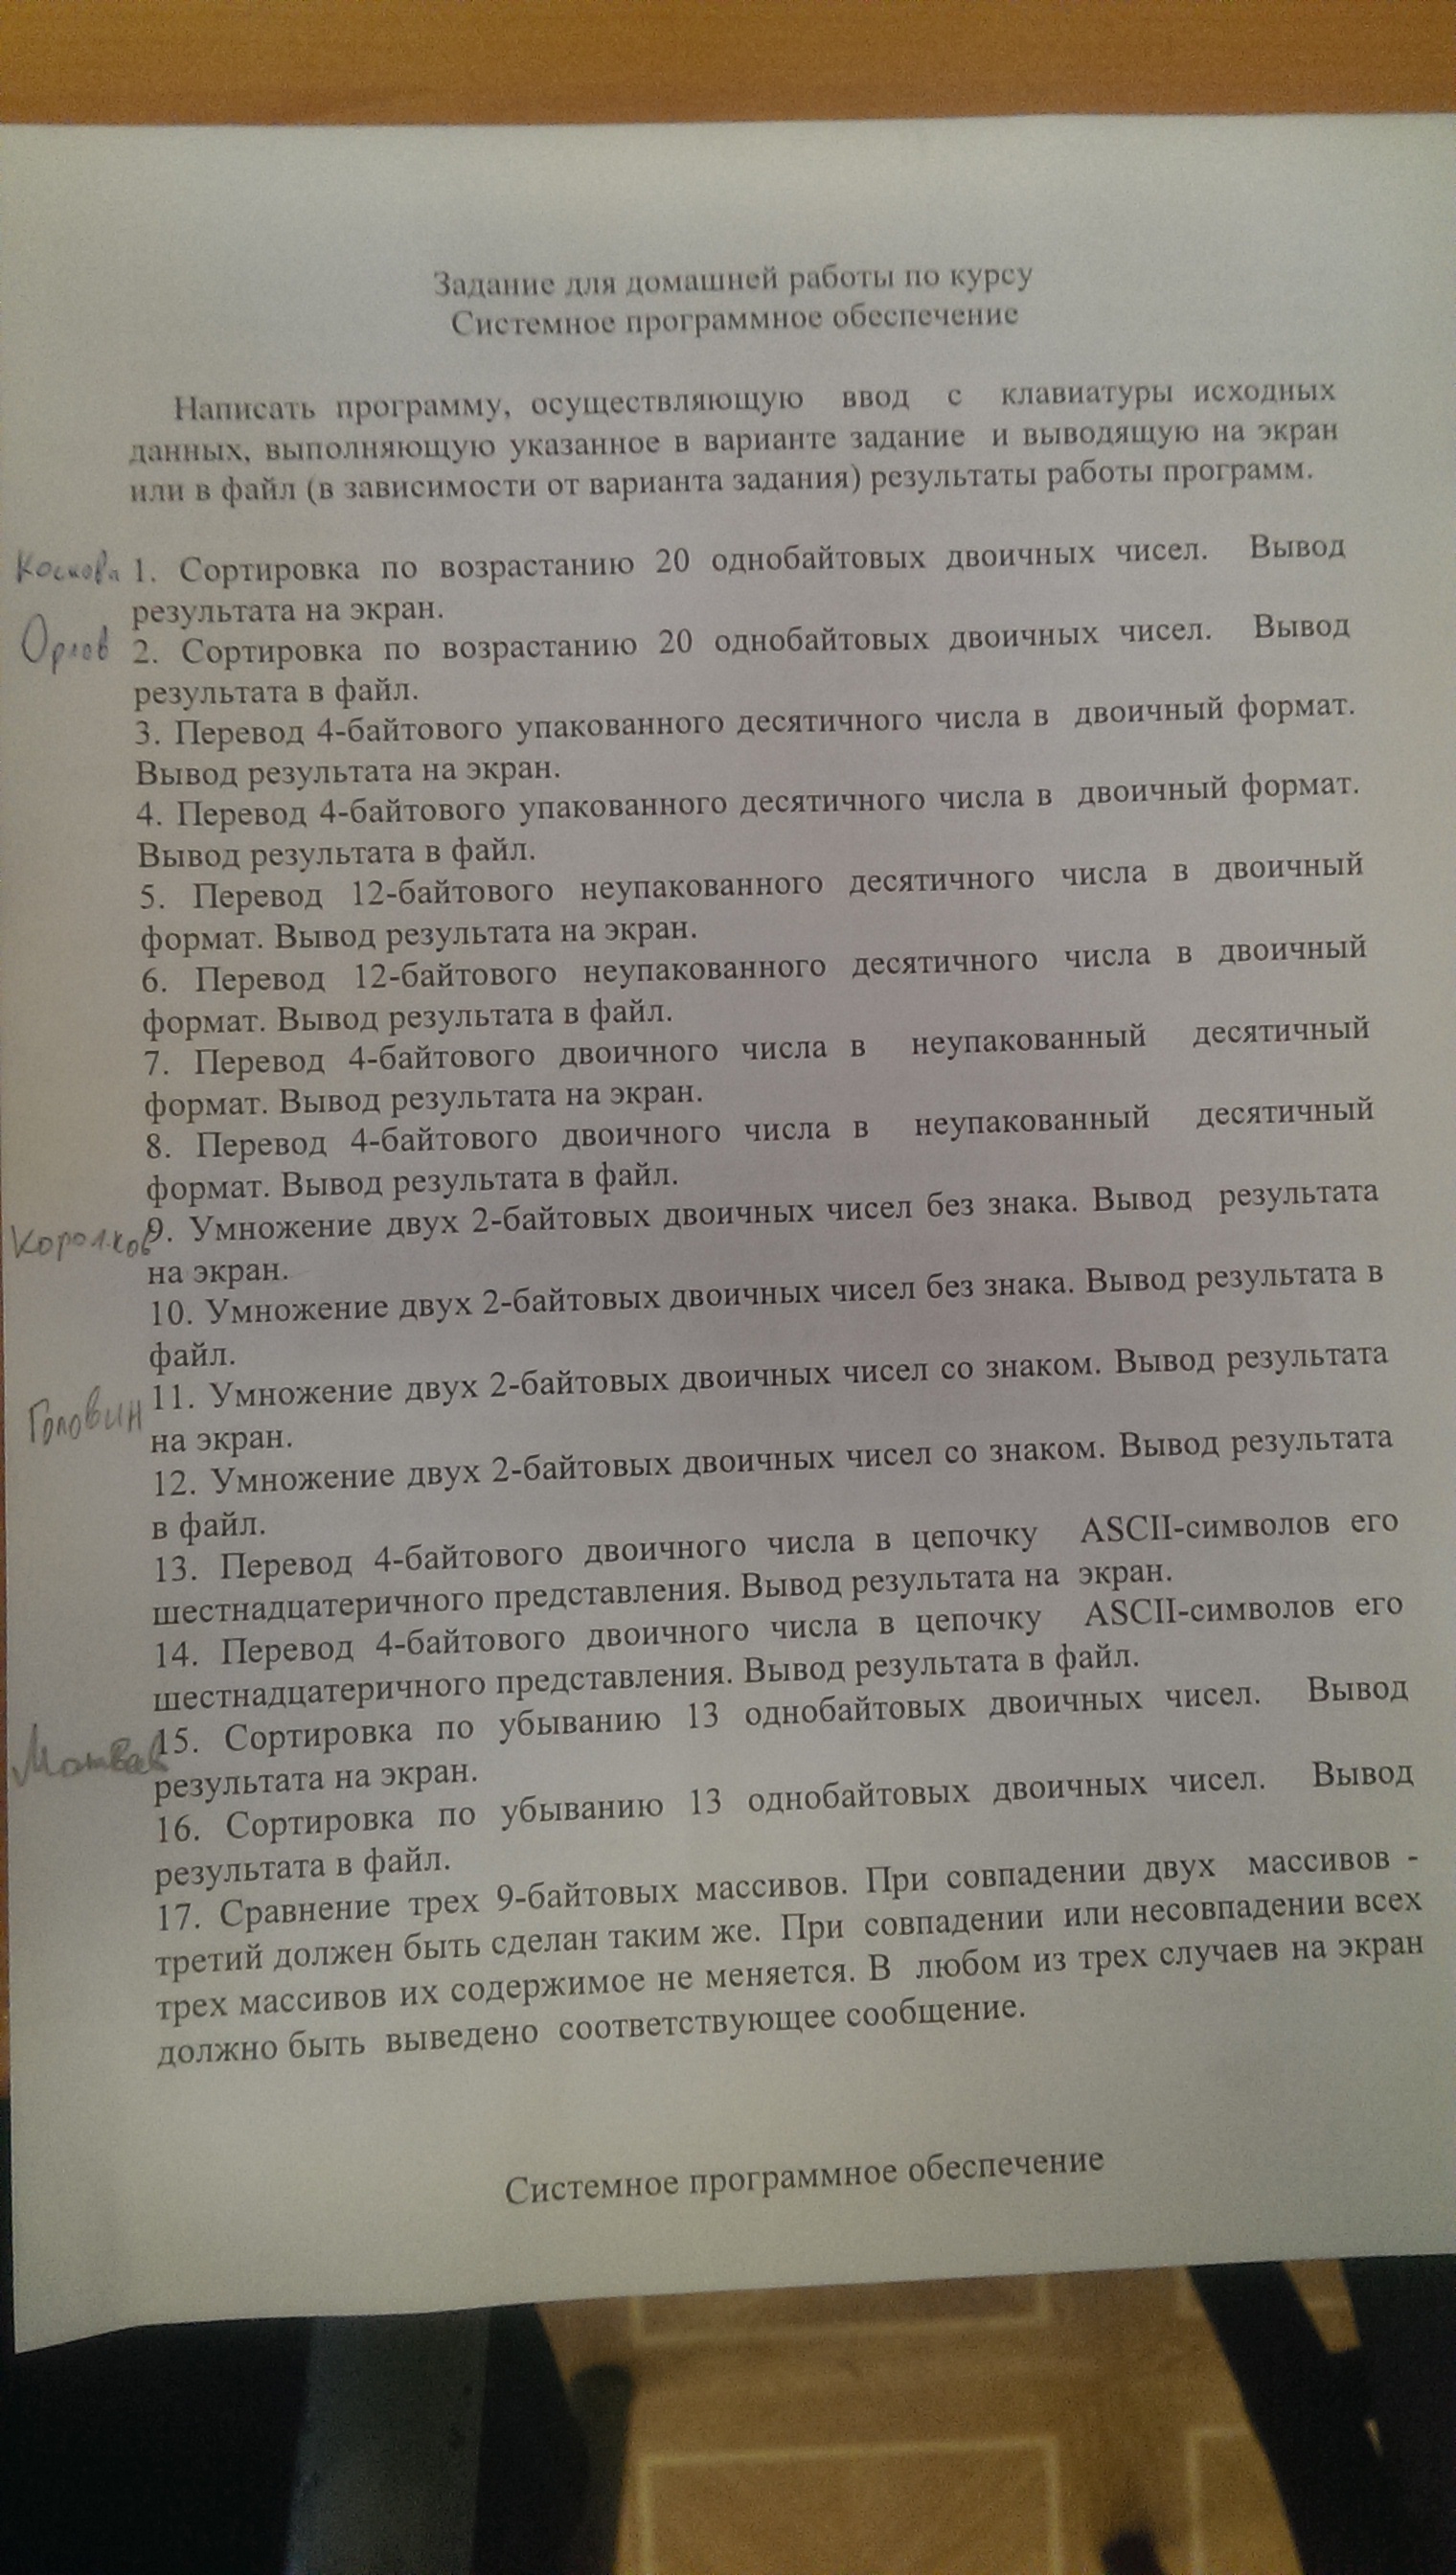 Задание для домашней работы по курсу
Системное программное обеспечение
Написать программу, осуществляющую ввод с клавиатуры исходных
данных, выполняющую указанное в варианте задание и выводящую на экран
или в файл (в зависимости от варианта задания) результаты работы программ.
1. Сортировка по возрастанию 20 однобайтовых двоичных чисел. Вывод
результата на экран.
Орлов 2. Сортировка по возрастанию 20 однобайтовых двоичных чисел. Вывод
результата в файл.
3. Перевод 4-байтового упакованного десятичного числа в двоичный формат.
Вывод результата на экран.
4. Перевод 4-байтового упакованного десятичного числа в двоичный формат.
Вывод результата в файл.
5. Перевод 12-байтового неупакованного десятичного числа в двоичный
формат. Вывод результата на экран.
6. Перевод 12-байтового неупакованного десятичного числа в двоичный
формат. Вывод результата в файл.
7. Перевод 4-байтового двоичного числа в неупакованный десятичный
формат. Вывод результата на экран.
8. Перевод 4-байтового двоичного числа в неупакованный десятичный
формат. Вывод результата в файл.
Королков 9. Умножение двух 2-байтовых двоичных чисел без знака. Вывод результата
на экран.
10. Умножение двух 2-байтовых двоичных чисел без знака. Вывод результата в
файл.
Головин 11. Умножение двух 2-байтовых двоичных чисел со знаком. Вывод результата
на экран.
12. Умножение двух 2-байтовых двоичных чисел со знаком. Вывод результата
в файл.
13. Перевод 4-байтового двоичного числа в цепочку ASCII-символов его
шестнадцатеричного представления. Вывод результата на экран.
14. Перевод 4-байтового двоичного числа в цепочку ASCII-символов его
шестнадцатеричного представления. Вывод результата в файл.
15. Сортировка по убыванию 13 однобайтовых двоичных чисел. Вывод
результата на экран.
16. Сортировка по убыванию 13 однобайтовых двоичных чисел. Вывод
результата в файл.
17. Сравнение трех 9-байтовых массивов. При совпадении двух массивов -
третий должен быть сделан таким же. При совпадении или несовпадении всех
трех массивов их содержимое не меняется. В любом из трех случаев на экран
должно быть выведено соответствующее сообщение.
Системное программное обеспечение